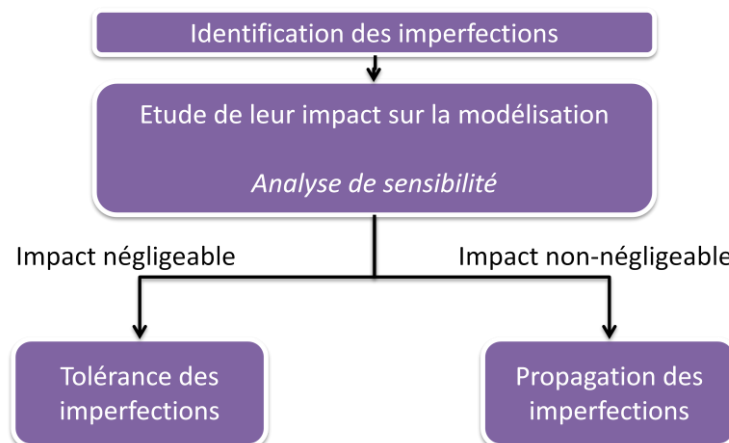 Identification des imperfections
Etude de leur impact sur la modélisation
Analyse de sensibilité
Impact négligeable
Impact non-négligeable
Tolérance des
imperfections
Propagation des
imperfections